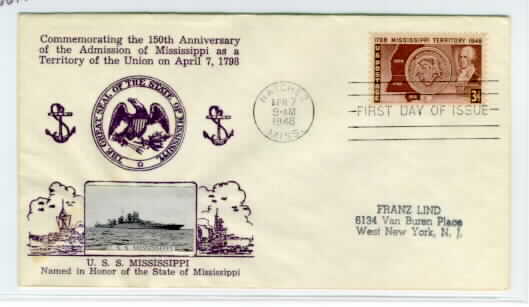 Commemorating the 150th Anniversary
of the Admission of Mississippi as a
Territory of the Union on April 7, 1798
THE GREAT SEAL OF THE STATE OF MISSISSIPPI
U. S. S. MISSISSIPPI
U. S. S. MISSISSIPPI
Named in Honor of the State of Mississippi
NATCHEZ
APR 7
9-AM
1948
MISS.
1798 MISSISSIPPI TERRITORY 1948
3¢
FIRST DAY OF ISSUE
FRANZ LIND
6134 Van Buren Place
West New York, N. J.